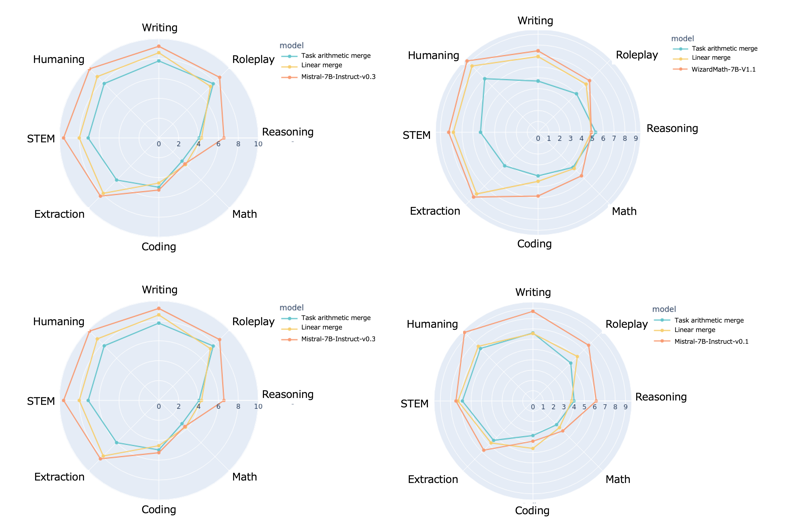 Writing
Humaning
Roleplay
STEM
0 2 4 6 8 10
Reasoning
Extraction
Math
Coding
model
Task arithmetic merge
Linear merge
Mistral-7B-Instruct-v0.3
Writing
Humaning
Roleplay
STEM
0 1 2 3 4 5 6 7 8 9
Reasoning
Extraction
Math
Coding
model
Task arithmetic merge
Linear merge
WizardMath-7B-V1.1
Writing
Humaning
Roleplay
STEM
0 2 4 6 8 10
Reasoning
Extraction
Math
Coding
model
Task arithmetic merge
Linear merge
Mistral-7B-Instruct-v0.3
Writing
Humaning
Roleplay
STEM
0 1 2 3 4 5 6 7 8 9
Reasoning
Extraction
Math
Coding
model
Task arithmetic merge
Linear merge
Mistral-7B-Instruct-v0.1